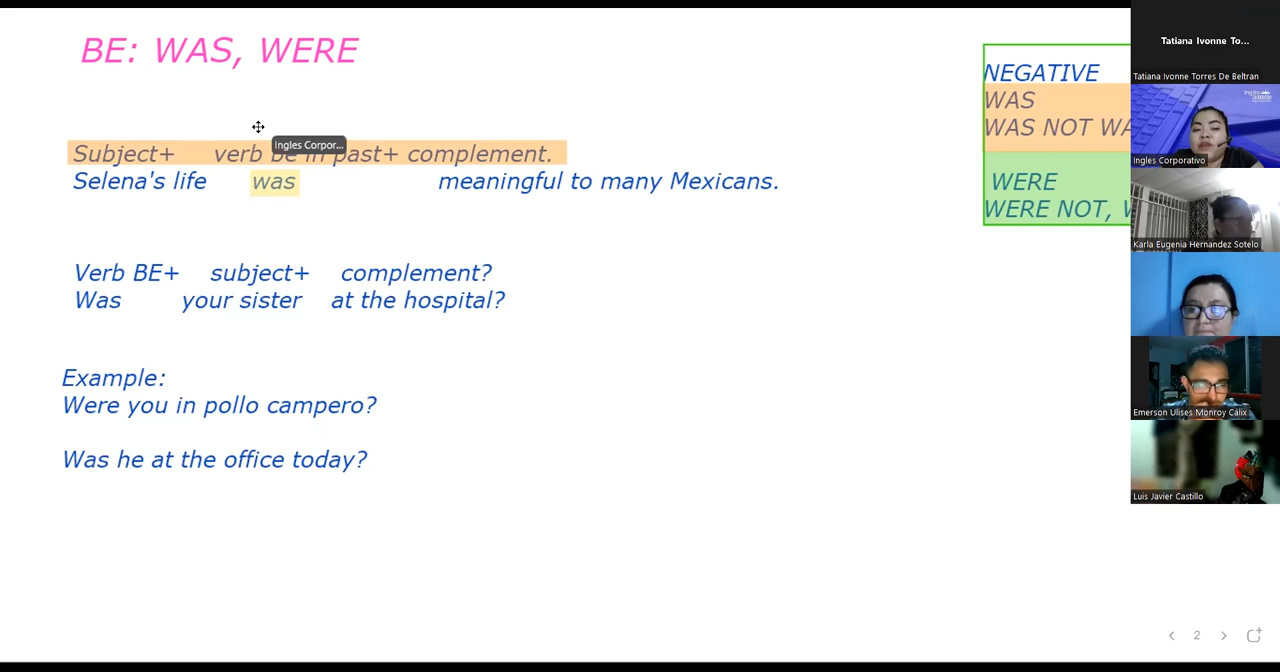 BE: WAS, WERE
Subject+ verb be in past+ complement.
Ingles Corpor...
Selena's life was meaningful to many Mexicans.
Verb BE+ subject+ complement?
Was your sister at the hospital?
Example:
Were you in pollo campero?
Was he at the office today?
NEGATIVE
WAS
WAS NOT
WERE
WERE NOT,
Tatiana Ivonne To...
Tatiana Ivonne Torres De Beltran
Ingles Corporativo
Karla Eugenia Hernandez Sotelo
Emerson Ulises Monroy Cálix
Luis Javier Castillo
2